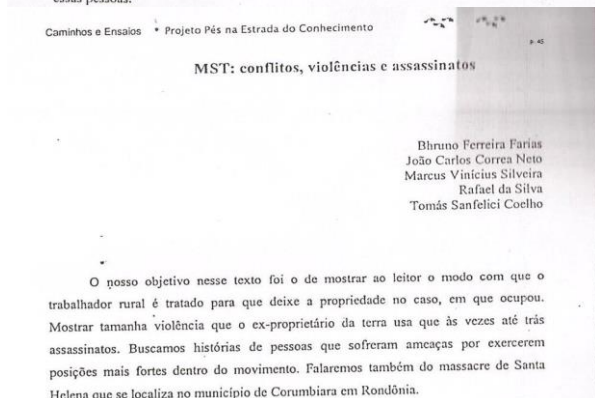 essas pessoas.
Caminhos e Ensaios * Projeto Pés na Estrada do Conhecimento
p. 45
MST: conflitos, violências e assassinatos
Bhruno Ferreira Farias
João Carlos Correa Neto
Marcus Vinícius Silveira
Rafael da Silva
Tomás Sanfelici Coelho
O nosso objetivo nesse texto foi o de mostrar ao leitor o modo com que o
trabalhador rural é tratado para que deixe a propriedade no caso, em que ocupou.
Mostrar tamanha violência que o ex-proprietário da terra usa que às vezes até trás
assassinatos. Buscamos histórias de pessoas que sofreram ameaças por exercerem
posições mais fortes dentro do movimento. Falaremos também do massacre de Santa
Helena que se localiza no município de Corumbiara em Rondônia.